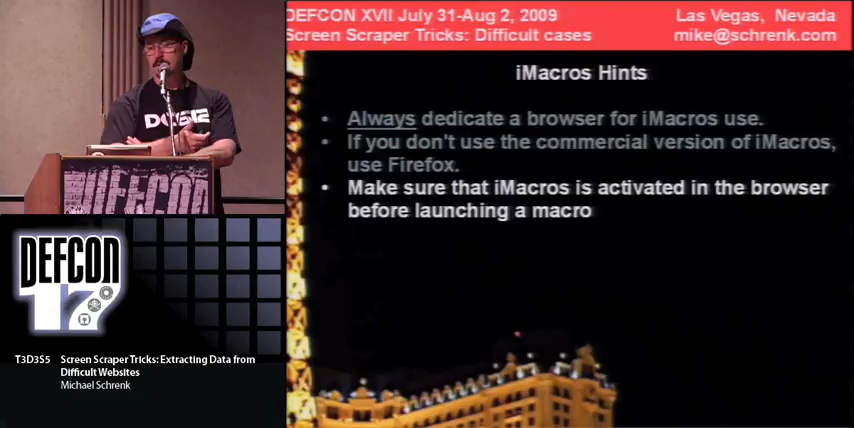 DEFCON XVII July 31-Aug 2, 2009
Las Vegas, Nevada
Screen Scraper Tricks: Difficult cases
mike@schrenk.com
iMacros Hints
• Always dedicate a browser for iMacros use.
• If you don't use the commercial version of iMacros,
use Firefox.
• Make sure that iMacros is activated in the browser
before launching a macro
DEFCON
DEFCON
17
T3D3S5 Screen Scraper Tricks: Extracting Data from
Difficult Websites
Michael Schrenk